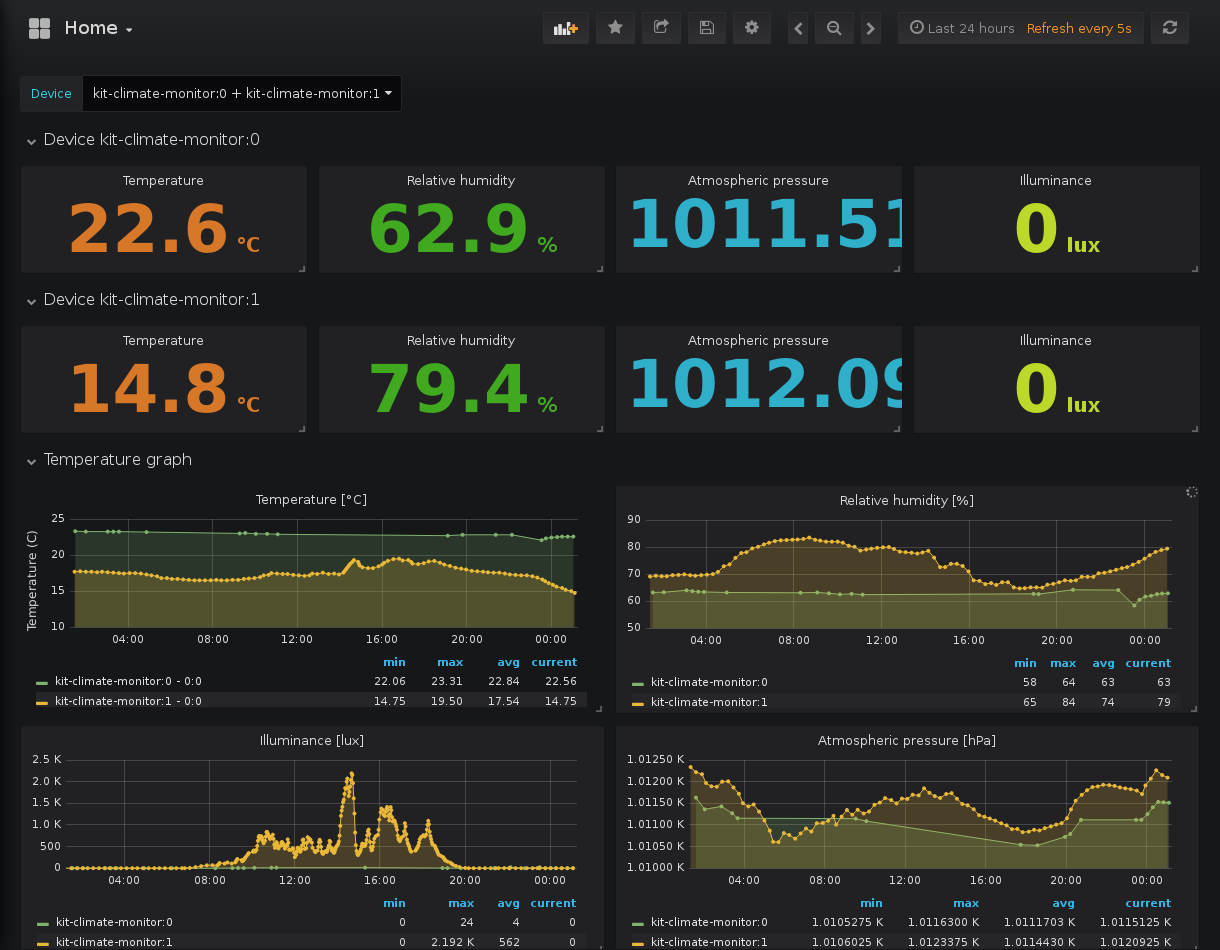 Home
Last 24 hours Refresh every 5s
Device kit-climate-monitor:0 + kit-climate-monitor:1
Device kit-climate-monitor:0
Temperature Relative humidity Atmospheric pressure Illuminance
22.6 °C 62.9 % 1011.51 0 lux
Device kit-climate-monitor:1
Temperature Relative humidity Atmospheric pressure Illuminance
14.8 °C 79.4 % 1012.09 0 lux
Temperature graph
Temperature [°C]
Temperature (C)
25
20
15
10
04:00 08:00 12:00 16:00 20:00 00:00
min max avg current
kit-climate-monitor:0 - 0:0 22.06 23.31 22.84 22.56
kit-climate-monitor:1 - 0:0 14.75 19.50 17.54 14.75
Relative humidity [%]
90
80
70
60
50
04:00 08:00 12:00 16:00 20:00 00:00
min max avg current
kit-climate-monitor:0 58 64 63 63
kit-climate-monitor:1 65 84 74 79
Illuminance [lux]
2.5 K
2.0 K
1.5 K
1.0 K
500
0
04:00 08:00 12:00 16:00 20:00 00:00
min max avg current
kit-climate-monitor:0 0 24 4 0
kit-climate-monitor:1 0 2.192 K 562 0
Atmospheric pressure [hPa]
1.01250 K
1.01200 K
1.01150 K
1.01100 K
1.01050 K
1.01000 K
04:00 08:00 12:00 16:00 20:00 00:00
min max avg current
kit-climate-monitor:0 1.0105275 K 1.0116300 K 1.0111703 K 1.0115125 K
kit-climate-monitor:1 1.0106025 K 1.0123375 K 1.0114430 K 1.0120925 K